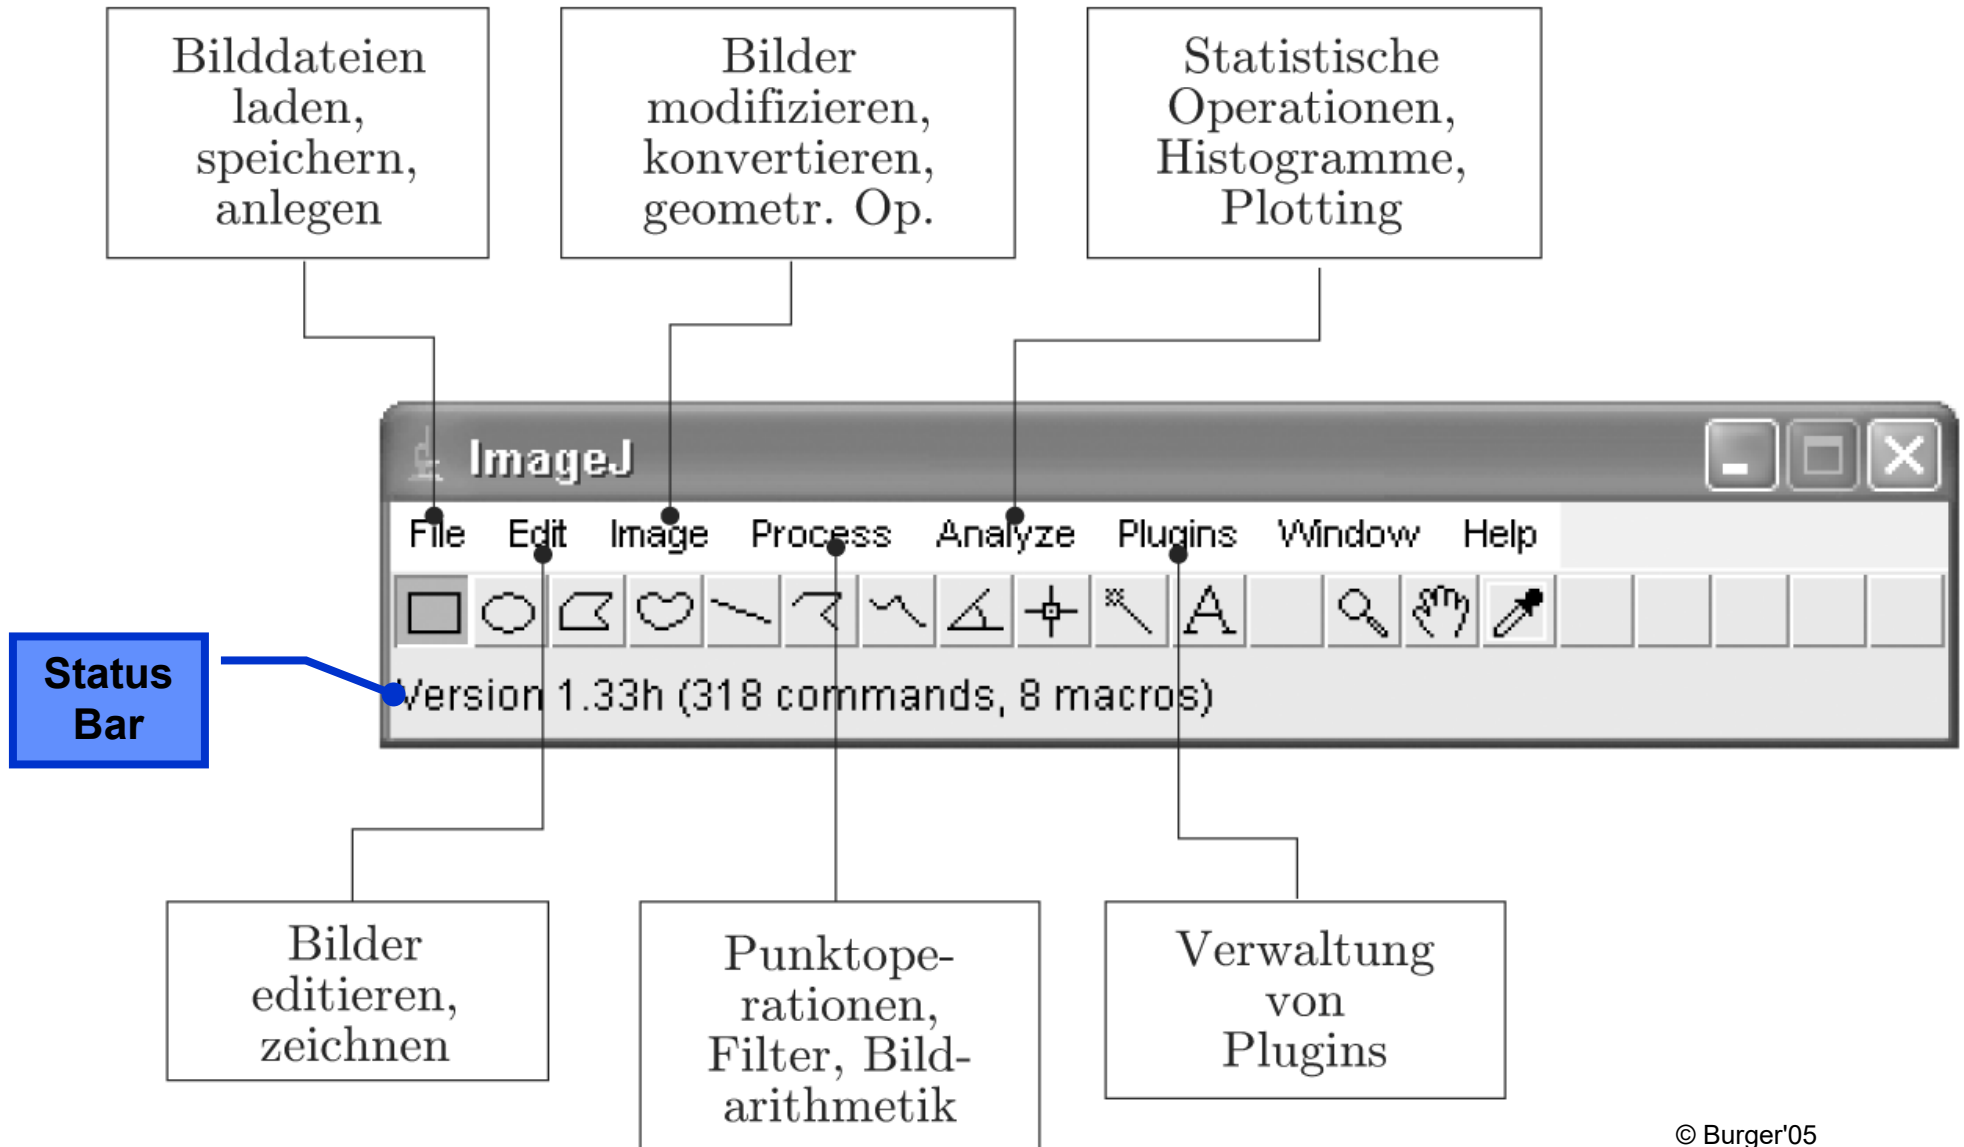 Bilddateien
laden,
speichern,
anlegen
Bilder
modifizieren,
konvertieren,
geometr. Op.
Statistische
Operationen,
Histogramme,
Plotting
ImageJ
File Edit Image Process Analyze Plugins Window Help
A
Status
Bar
Version 1.33h (318 commands, 8 macros)
Bilder
editieren,
zeichnen
Punktope-
rationen,
Filter, Bild-
arithmetik
Verwaltung
von
Plugins
© Burger'05